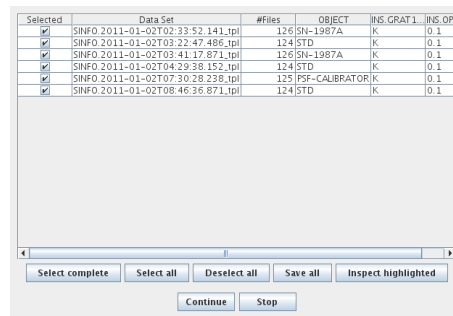 Selected Data Set #Files OBJECT INS.GRAT1... INS.OP
SINFO.2011-01-02T02:33:52.141_tpl 126 SN-1987A K 0.1
SINFO.2011-01-02T03:22:47.486_tpl 124 STD K 0.1
SINFO.2011-01-02T03:41:17.871_tpl 126 SN-1987A K 0.1
SINFO.2011-01-02T04:29:38.152_tpl 124 STD K 0.1
SINFO.2011-01-02T07:30:28.238_tpl 125 PSF-CALIBRATOR K 0.1
SINFO.2011-01-02T08:46:36.871_tpl 124 STD K 0.1
Select complete Select all Deselect all Save all Inspect highlighted
Continue Stop